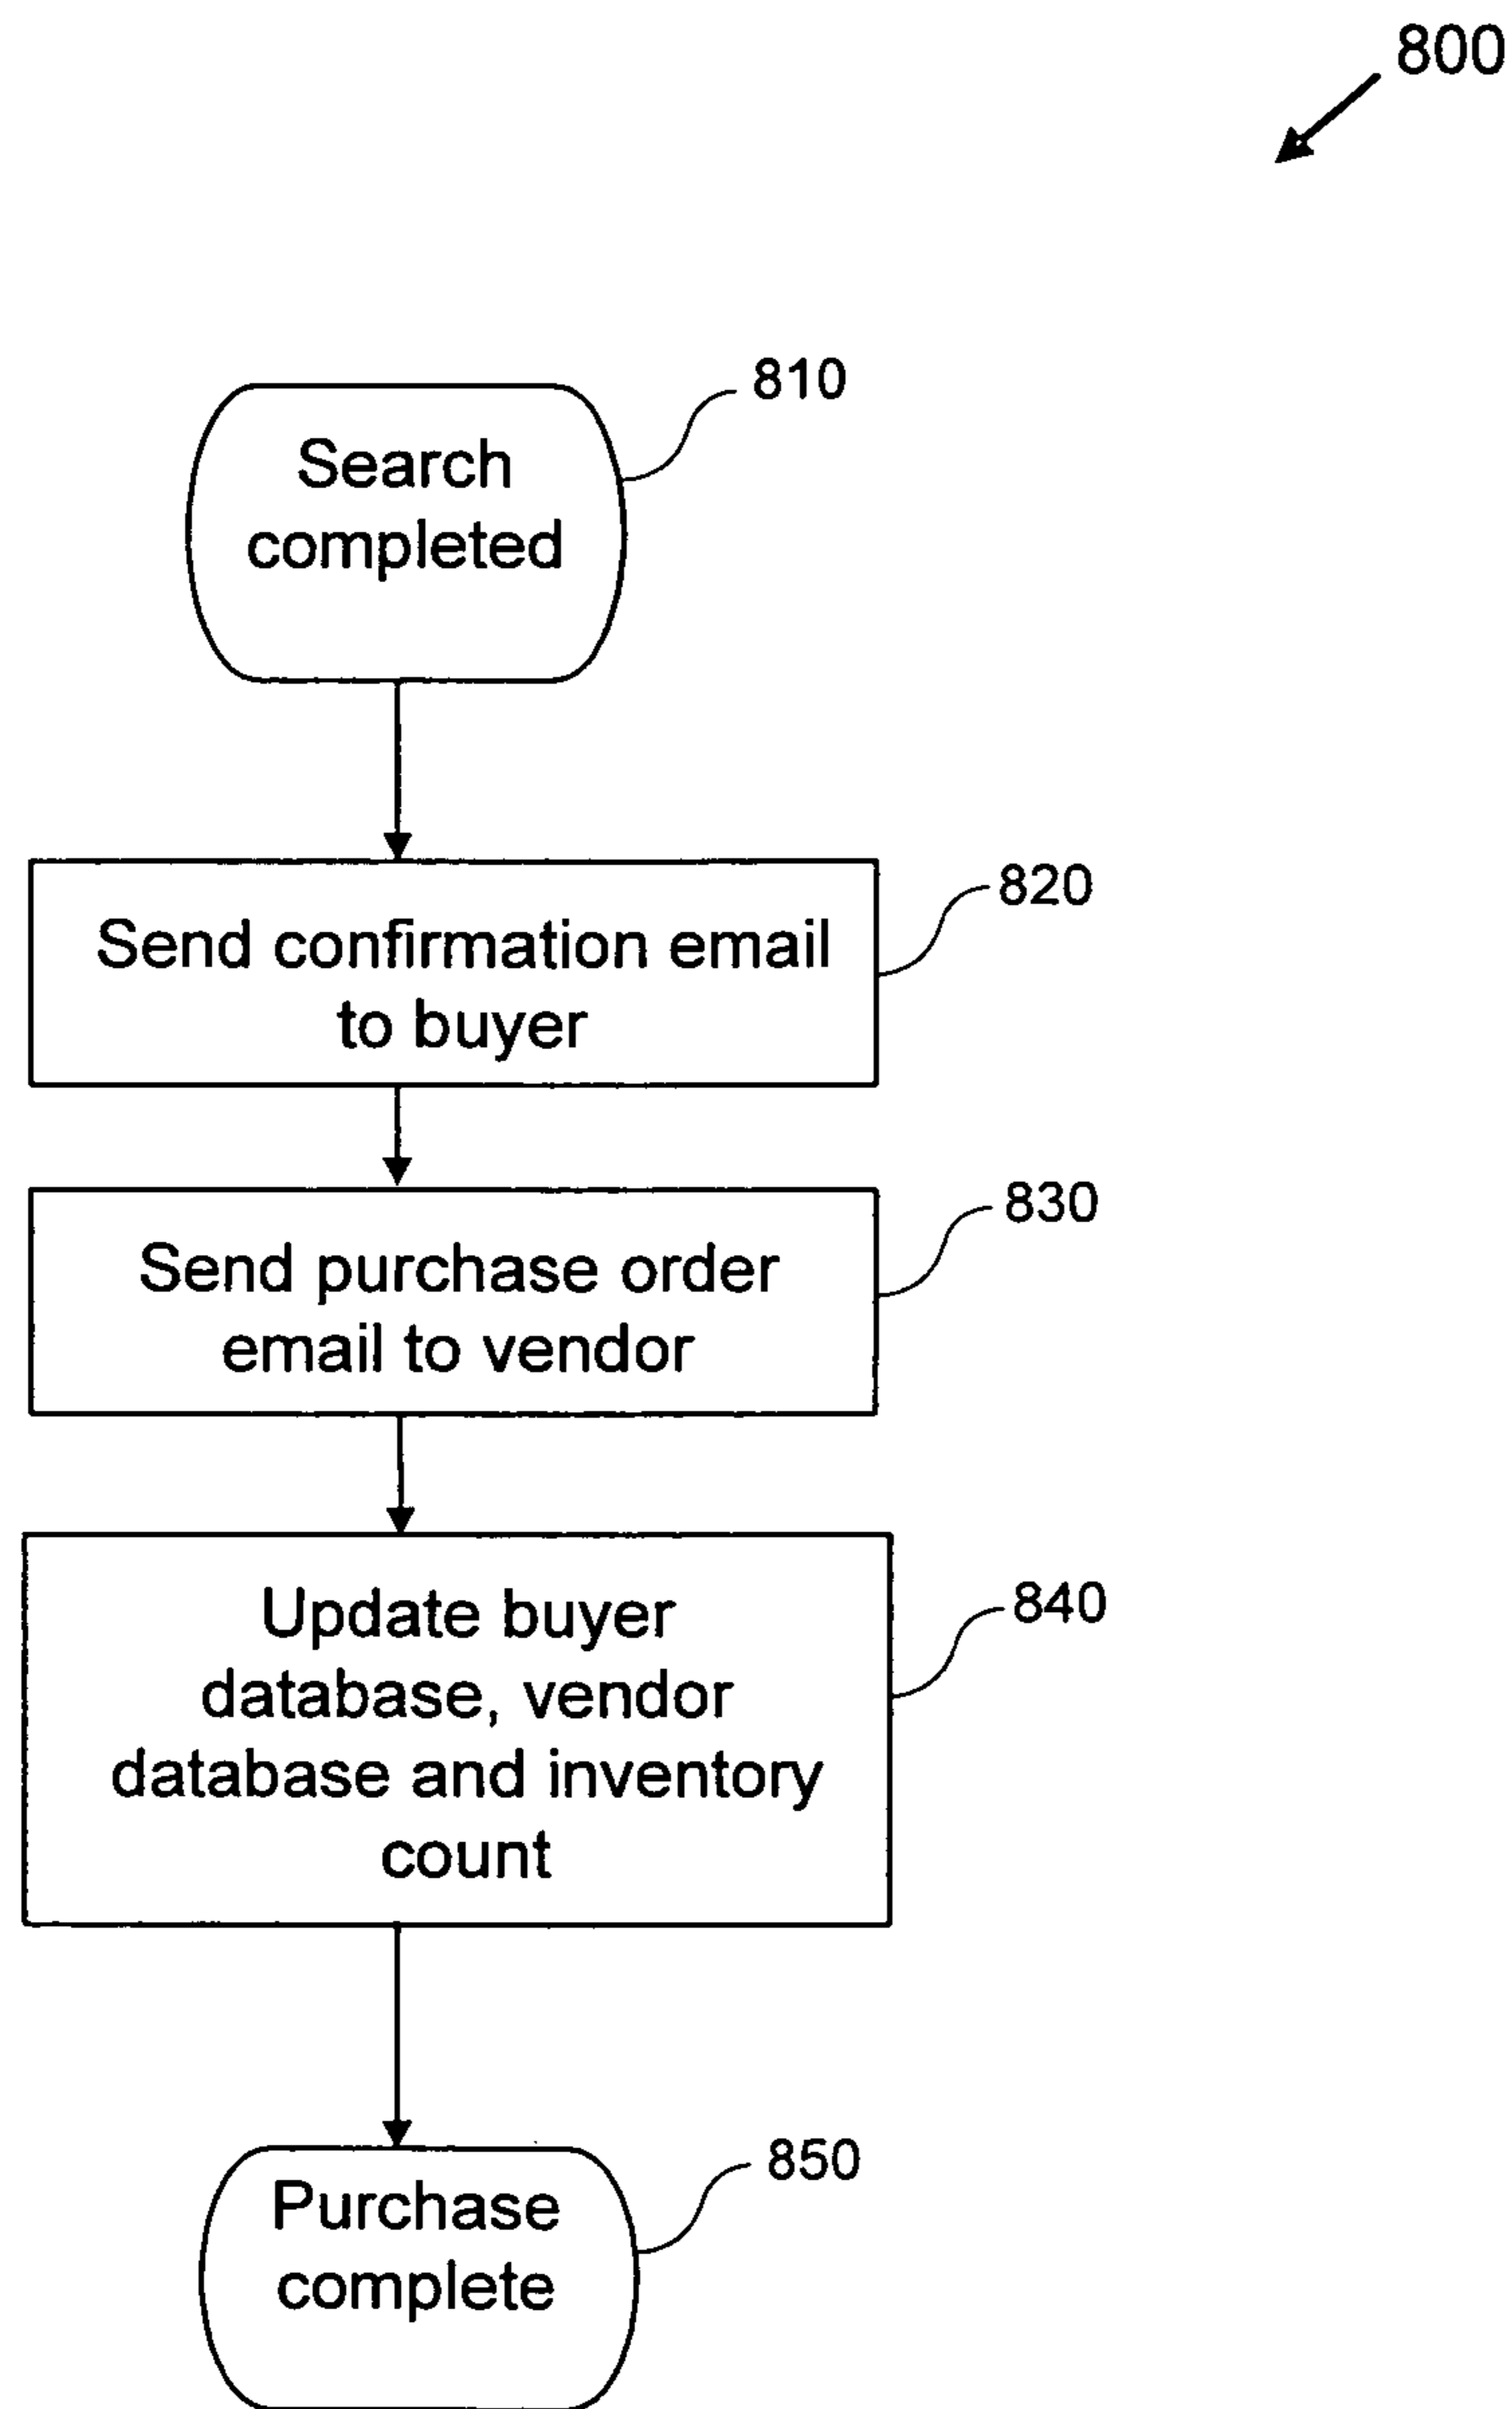 800
810
Search
completed
820
Send confirmation email
to buyer
830
Send purchase order
email to vendor
840
Update buyer
database, vendor
database and inventory
count
850
Purchase
complete